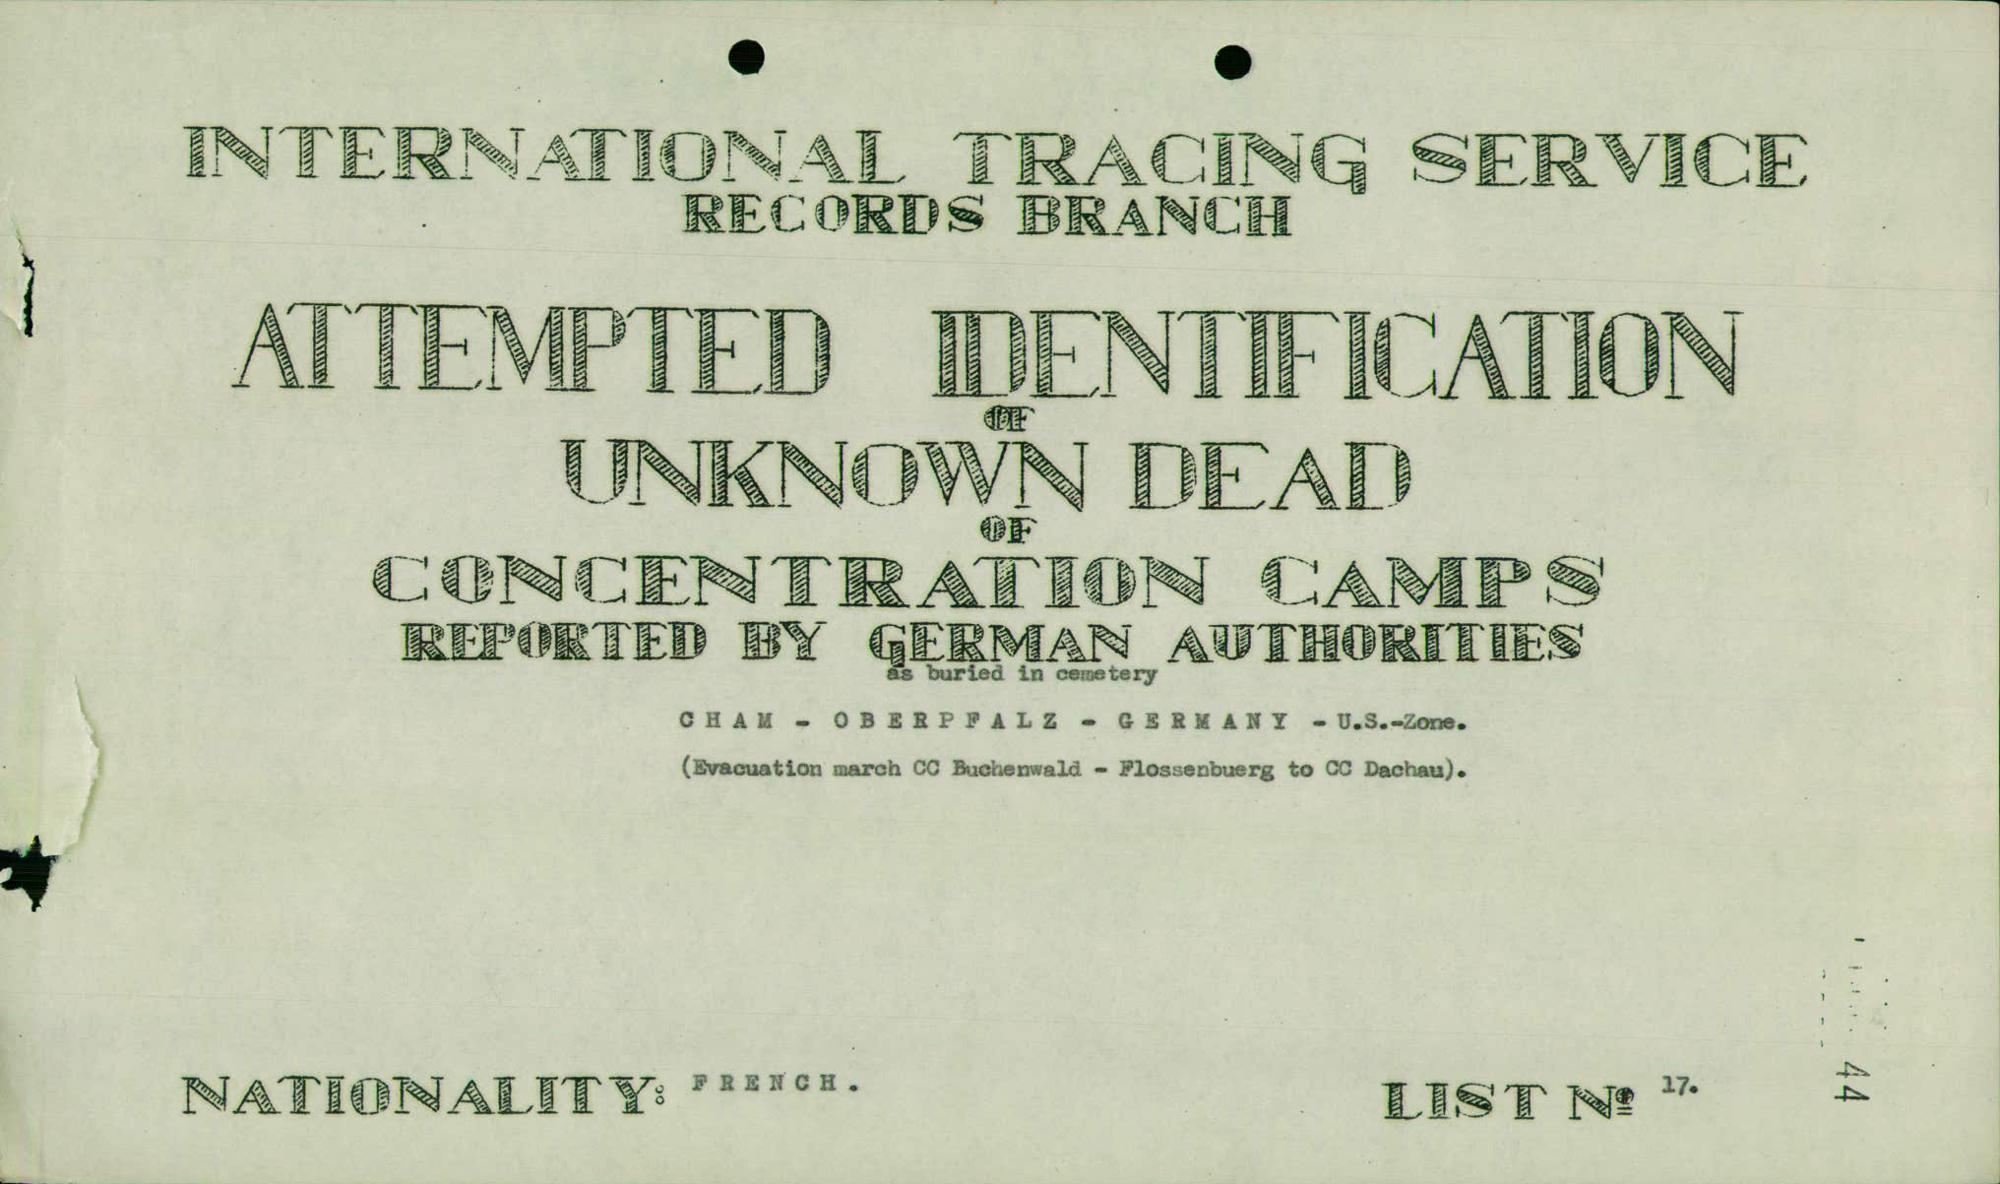 INTERNATIONAL TRACING SERVICE
RECORDS BRANCH
ATTEMPTED IDENTIFICATION
OF
UNKNOWN DEAD
OF
CONCENTRATION CAMPS
REPORTED BY GERMAN AUTHORITIES
as buried in cemetery
CHAM - OBERPFALZ - GERMANY - U.S.-Zone.
(Evacuation march CC Buchenwald - Flossenbuerg to CC Dachau).
NATIONALITY: FRENCH.
LIST Nº 17.
44